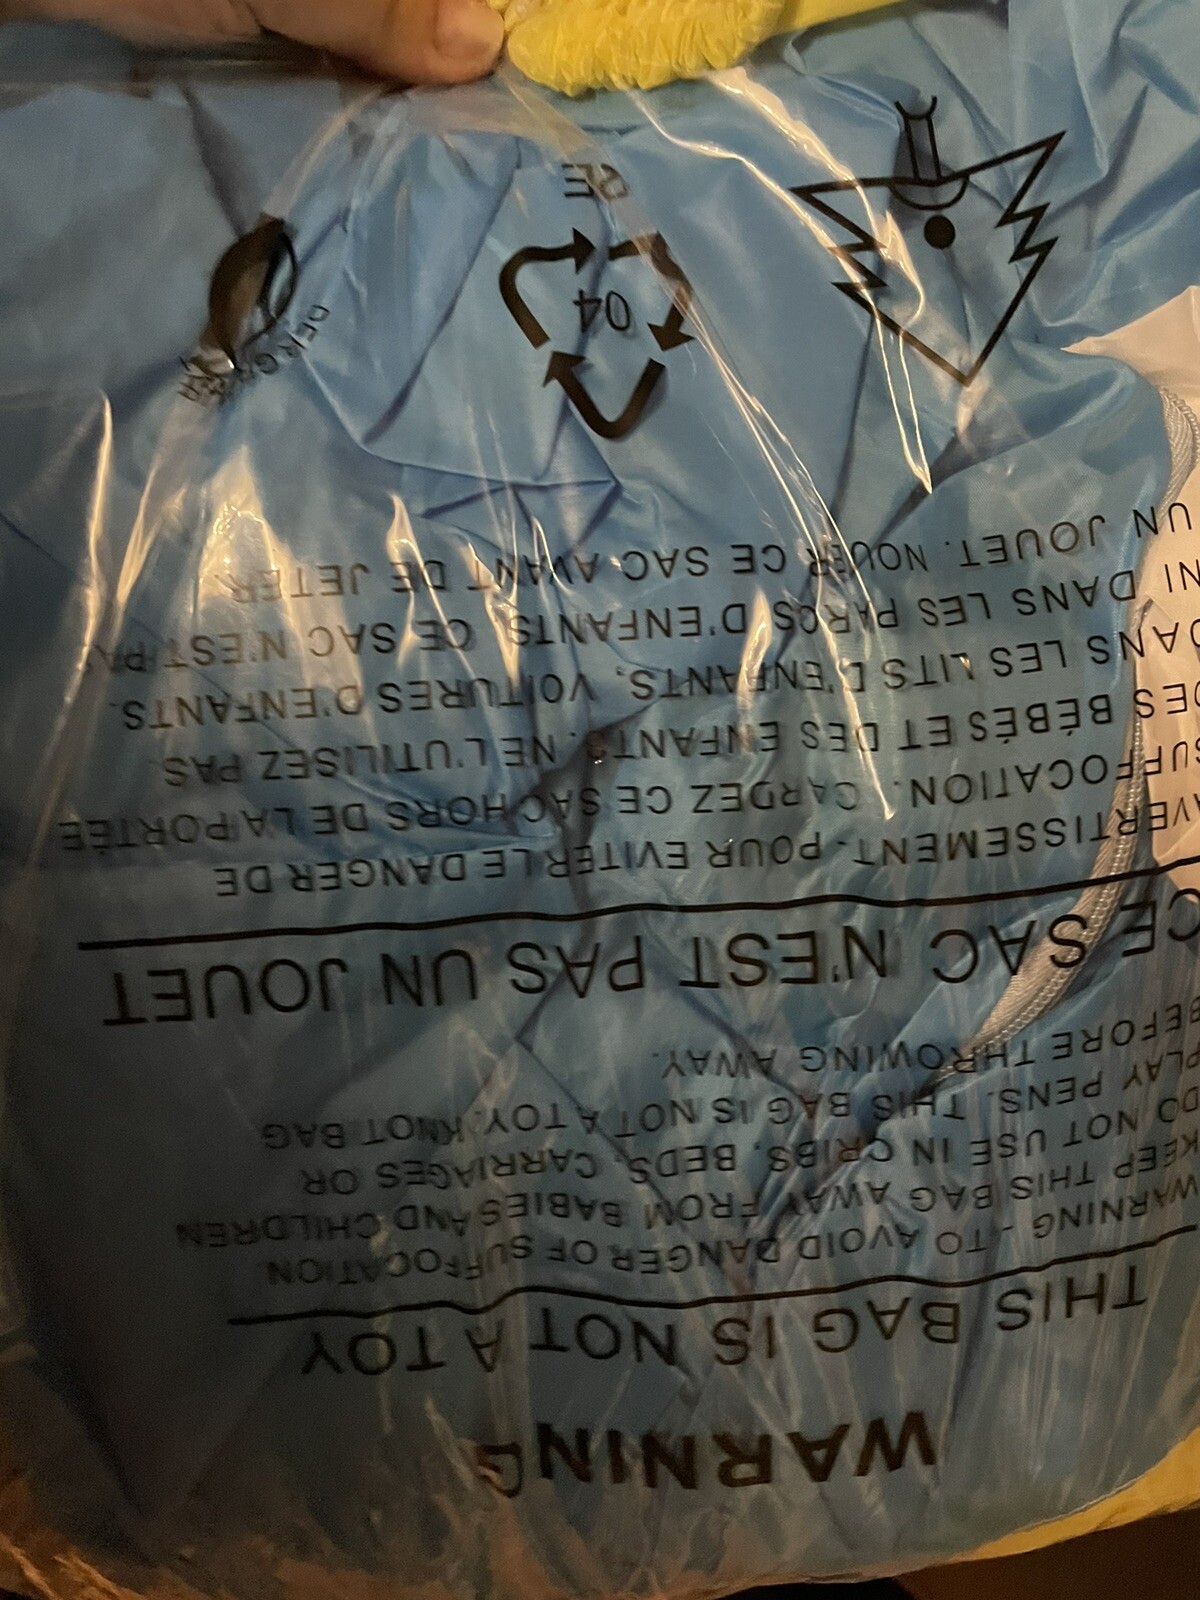 WARNING
THIS BAG IS NOT A TOY
WARNING - TO AVOID DANGER OF SUFFOCATION.
KEEP THIS BAG AWAY FROM BABIES AND CHILDREN
DO NOT USE IN CRIBS, BEDS, CARRIAGES OR
PLAY PENS. THIS BAG IS NOT A TOY. KNOT BAG
BEFORE THROWING AWAY.
CE SAC N'EST PAS UN JOUET
AVERTISSEMENT-POUR EVITER LE DANGER DE
SUFFOCATION. GARDEZ CE SAC HORS DE LA PORTÉE
DES BÉBÉS ET DES ENFANTS. NE L'UTILISEZ PAS
DANS LES LITS D'ENFANTS, VOITURES D'ENFANTS.
NI DANS LES PARCS D'ENFANTS, CE SAC N'EST PAS
UN JOUET. NOUER CE SAC AVANT DE JETER.
04